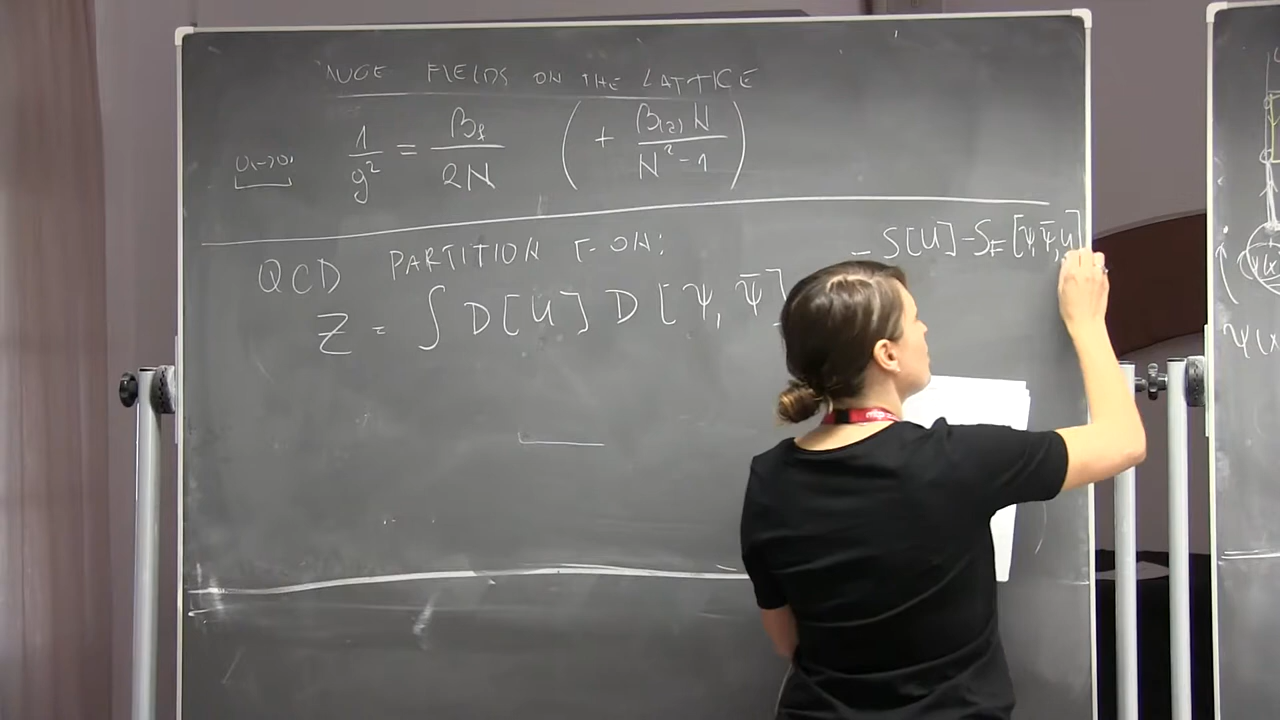 AUGE FIELDS ON THE LATTICE
1/g² = β_f/2N ( + β_(2) N/N² - 1 )
QCD PARTITION F-ON:
- S[U] - S_F [ψ, ψ̄, U]
Z = ∫ D[U] D [ψ, ψ̄]
ψ(x